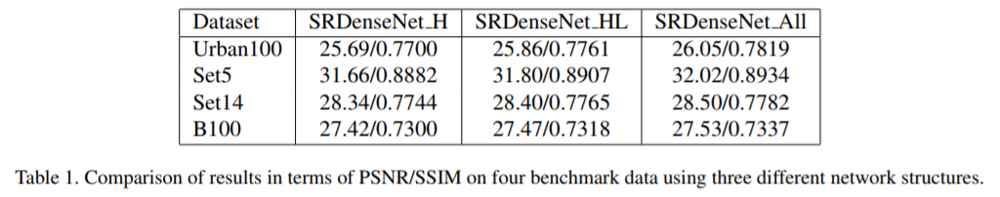 Dataset SRDenseNet_H SRDenseNet_HL SRDenseNet_All
Urban100 25.69/0.7700 25.86/0.7761 26.05/0.7819
Set5 31.66/0.8882 31.80/0.8907 32.02/0.8934
Set14 28.34/0.7744 28.40/0.7765 28.50/0.7782
B100 27.42/0.7300 27.47/0.7318 27.53/0.7337
Table 1. Comparison of results in terms of PSNR/SSIM on four benchmark data using three different network structures.